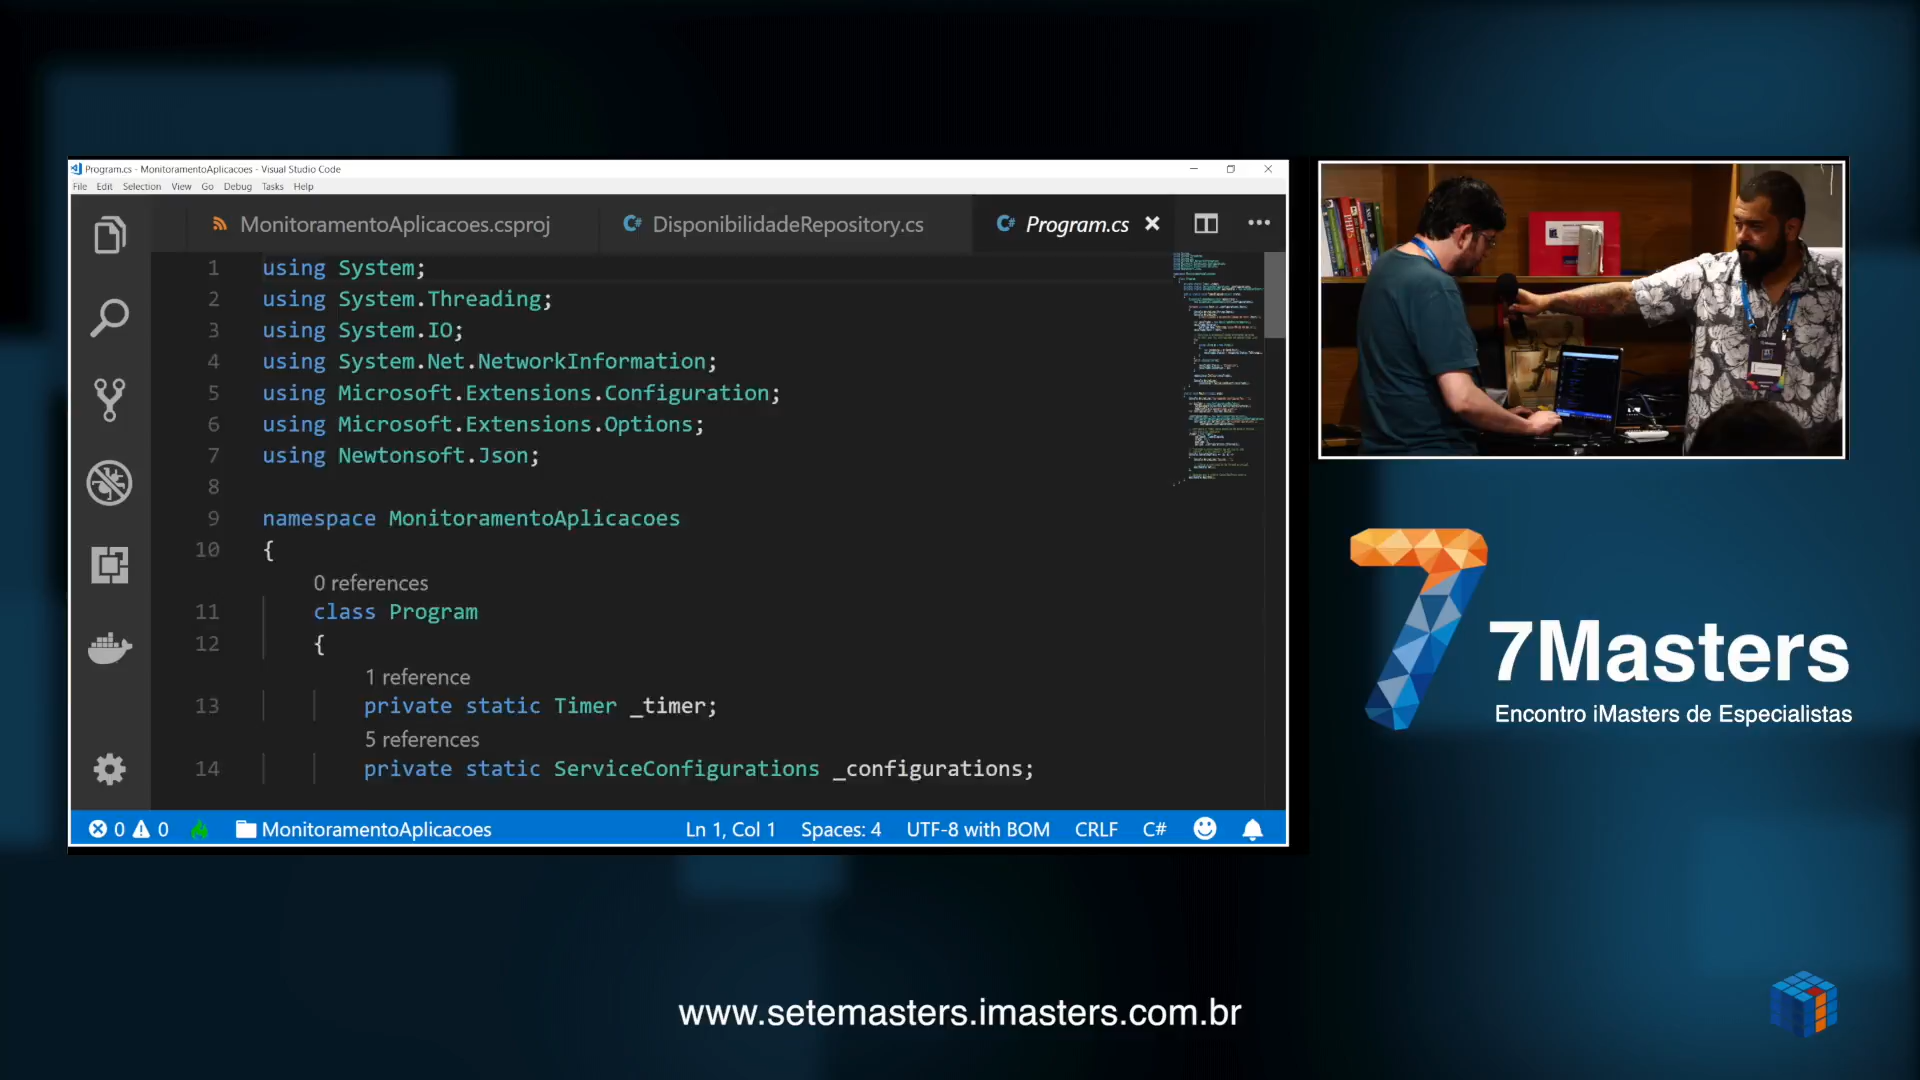 Program.cs - MonitoramentoAplicacoes - Visual Studio Code
File Edit Selection View Go Debug Tasks Help
MonitoramentoAplicacoes.csproj DisponibilidadeRepository.cs Program.cs
1 using System;
2 using System.Threading;
3 using System.IO;
4 using System.Net.NetworkInformation;
5 using Microsoft.Extensions.Configuration;
6 using Microsoft.Extensions.Options;
7 using Newtonsoft.Json;
8
9 namespace MonitoramentoAplicacoes
10 {
0 references
11 class Program
12 {
1 reference
13 private static Timer _timer;
5 references
14 private static ServiceConfigurations _configurations;
0 0 MonitoramentoAplicacoes Ln 1, Col 1 Spaces: 4 UTF-8 with BOM CRLF C#
7Masters
Encontro iMasters de Especialistas
www.setemasters.imasters.com.br